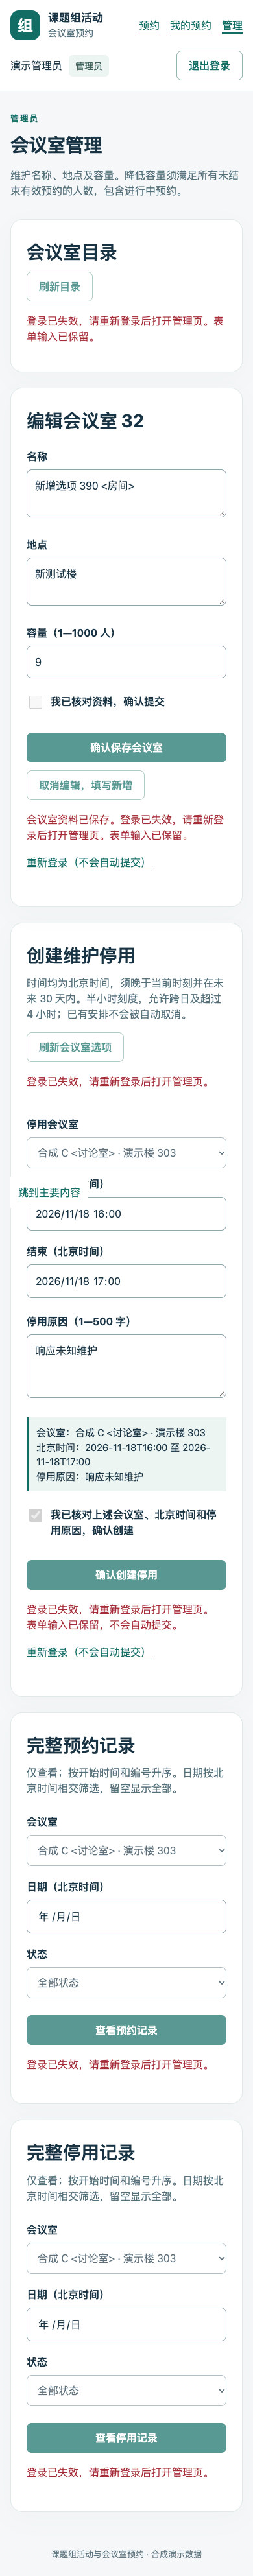 组
课题组活动
会议室预约
预约
我的预约
管理
演示管理员
管理员
退出登录
管理员
会议室管理
维护名称、地点及容量。降低容量须满足所有未结
束有效预约的人数，包含进行中预约。
会议室目录
刷新目录
登录已失效，请重新登录后打开管理页。表
单输入已保留。
编辑会议室 32
名称
新增选项 390 <房间>
地点
新测试楼
容量（1—1000 人）
9
我已核对资料，确认提交
确认保存会议室
取消编辑，填写新增
会议室资料已保存。登录已失效，请重新登
录后打开管理页。表单输入已保留。
重新登录（不会自动提交）
创建维护停用
时间均为北京时间，须晚于当前时刻并在未
来 30 天内。半小时刻度，允许跨日及超过
4 小时；已有安排不会被自动取消。
刷新会议室选项
登录已失效，请重新登录后打开管理页。
停用会议室
合成 C <讨论室> · 演示楼 303
间）
跳到主要内容
2026/11/18 16:00
结束（北京时间）
2026/11/18 17:00
停用原因（1—500 字）
响应未知维护
会议室：合成 C <讨论室> · 演示楼 303
北京时间：2026-11-18T16:00 至 2026-
11-18T17:00
停用原因：响应未知维护
我已核对上述会议室、北京时间和停
用原因，确认创建
确认创建停用
登录已失效，请重新登录后打开管理页。
表单输入已保留，不会自动提交。
重新登录（不会自动提交）
完整预约记录
仅查看；按开始时间和编号升序。日期按北
京时间相交筛选，留空显示全部。
会议室
合成 C <讨论室> · 演示楼 303
日期（北京时间）
年 /月/日
状态
全部状态
查看预约记录
登录已失效，请重新登录后打开管理页。
完整停用记录
仅查看；按开始时间和编号升序。日期按北
京时间相交筛选，留空显示全部。
会议室
合成 C <讨论室> · 演示楼 303
日期（北京时间）
年 /月/日
状态
全部状态
查看停用记录
登录已失效，请重新登录后打开管理页。
课题组活动与会议室预约 · 合成演示数据